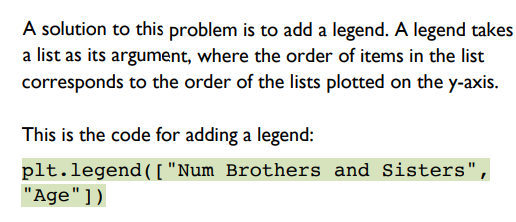 A solution to this problem is to add a legend. A legend takes
a list as its argument, where the order of items in the list
corresponds to the order of the lists plotted on the y-axis.
This is the code for adding a legend:
plt.legend(["Num Brothers and Sisters",
"Age"])